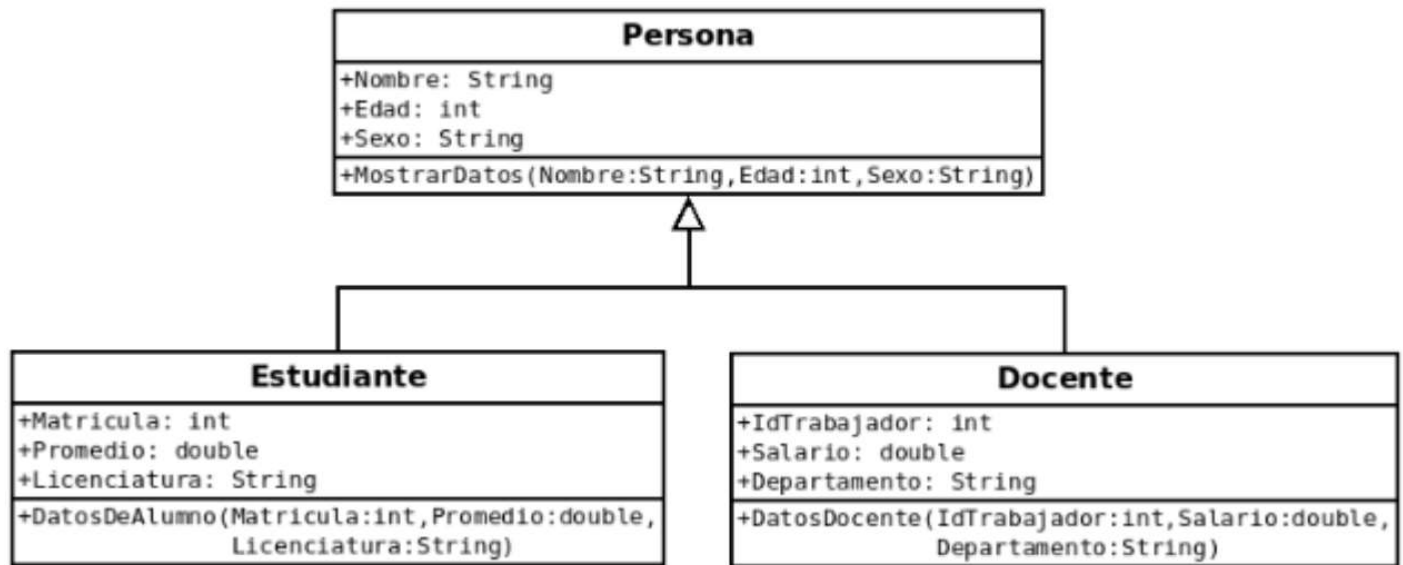 Persona
+Nombre: String
+Edad: int
+Sexo: String
+MostrarDatos(Nombre:String,Edad:int,Sexo:String)
Estudiante
+Matricula: int
+Promedio: double
+Licenciatura: String
+DatosDeAlumno(Matricula:int,Promedio:double,
Licenciatura:String)
Docente
+IdTrabajador: int
+Salario: double
+Departamento: String
+DatosDocente(IdTrabajador:int,Salario:double,
Departamento:String)